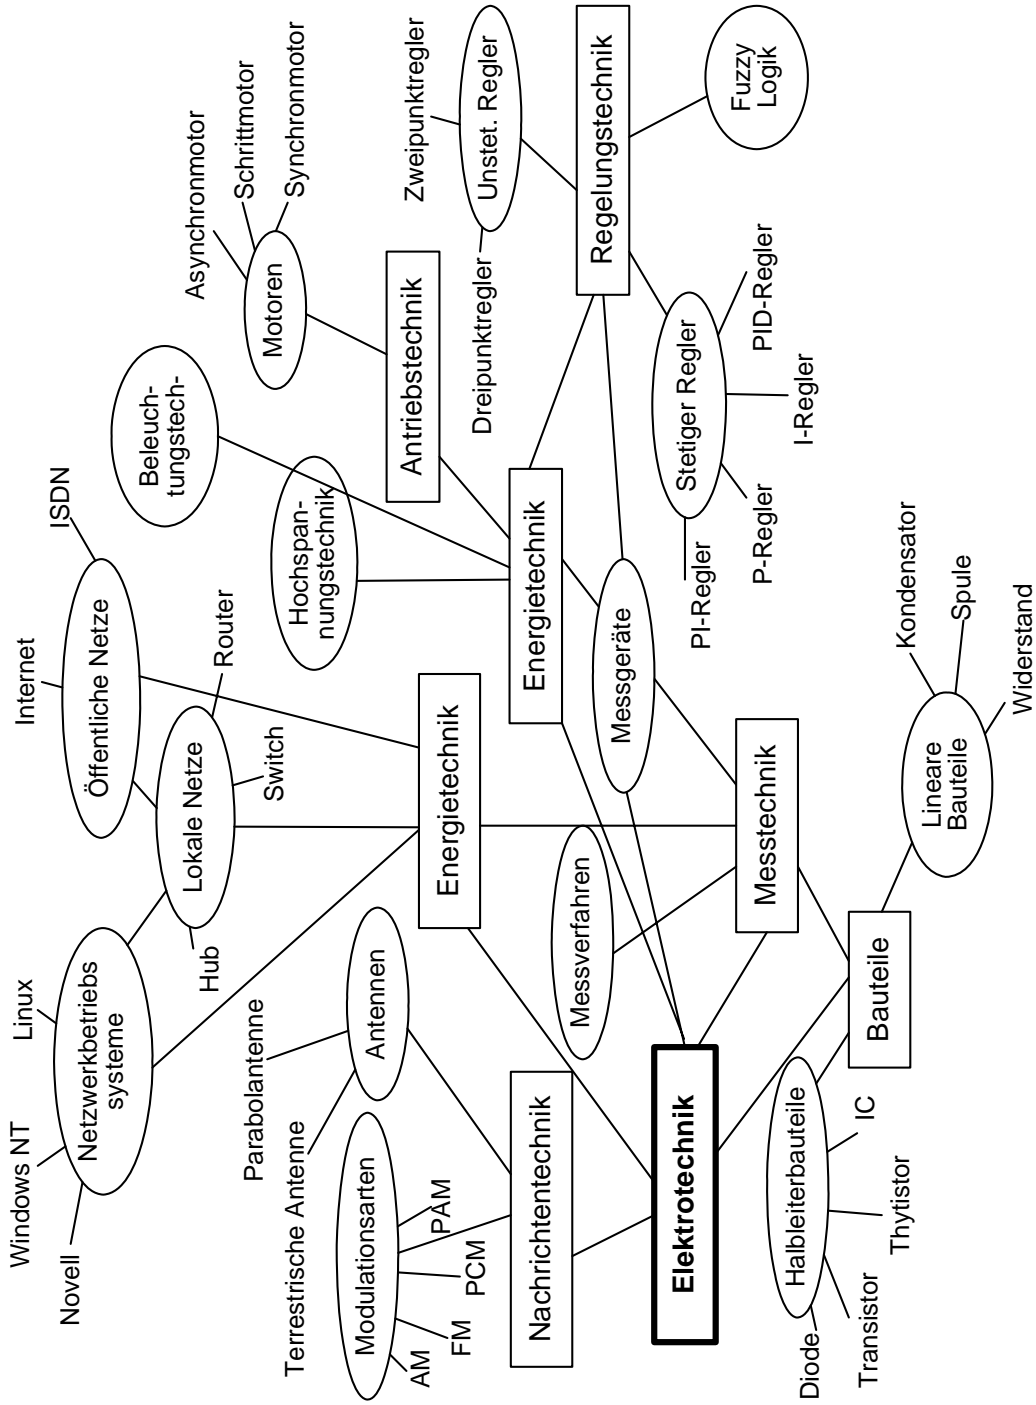 Windows NT
Linux
Internet
Novell
ISDN
Netzwerkbetriebs
systeme
Öffentliche Netze
Beleuch-
tungstech-
Asynchronmotor
Hub
Lokale Netze
Router
Schrittmotor
Parabolantenne
Switch
Motoren
Synchronmotor
Terrestrische Antenne
Hochspan-
nungstechnik
Modulationsarten
Antennen
Antriebstechnik
Zweipunktregler
AM
FM
PCM
PAM
Energietechnik
Dreipunktregler
Unstet. Regler
Nachrichtentechnik
Messverfahren
Energietechnik
Messgeräte
Regelungstechnik
Elektrotechnik
PI-Regler
Stetiger Regler
Fuzzy
Logik
Messtechnik
P-Regler
PID-Regler
Halbleiterbauteile
I-Regler
Diode
Transistor
Thytistor
IC
Bauteile
Lineare
Bauteile
Kondensator
Spule
Widerstand